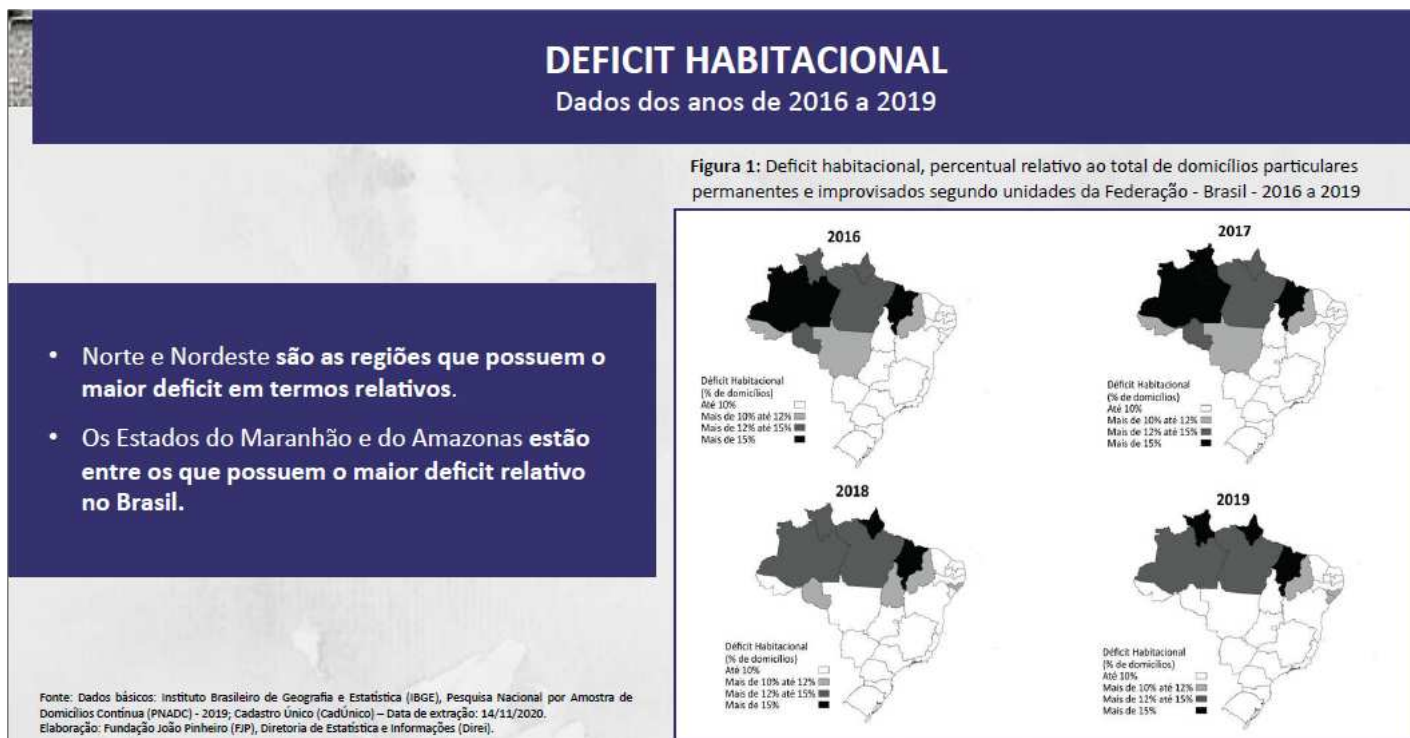 DEFICIT HABITACIONAL
Dados dos anos de 2016 a 2019
• Norte e Nordeste são as regiões que possuem o
maior deficit em termos relativos.
• Os Estados do Maranhão e do Amazonas estão
entre os que possuem o maior deficit relativo
no Brasil.
Fonte: Dados básicos: Instituto Brasileiro de Geografia e Estatística (IBGE), Pesquisa Nacional por Amostra de
Domicílios Contínua (PNADC) - 2019; Cadastro Único (CadÚnico) – Data de extração: 14/11/2020.
Elaboração: Fundação João Pinheiro (FJP), Diretoria de Estatística e Informações (Direi).
Figura 1: Deficit habitacional, percentual relativo ao total de domicílios particulares
permanentes e improvisados segundo unidades da Federação - Brasil - 2016 a 2019
2016
Déficit Habitacional
(% de domicílios)
Até 10%
Mais de 10% até 12%
Mais de 12% até 15%
Mais de 15%
2017
Déficit Habitacional
(% de domicílios)
Até 10%
Mais de 10% até 12%
Mais de 12% até 15%
Mais de 15%
2018
Déficit Habitacional
(% de domicílios)
Até 10%
Mais de 10% até 12%
Mais de 12% até 15%
Mais de 15%
2019
Déficit Habitacional
(% de domicílios)
Até 10%
Mais de 10% até 12%
Mais de 12% até 15%
Mais de 15%